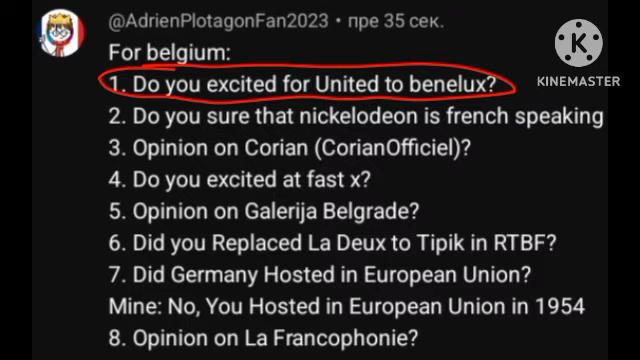 @AdrienPlotagonFan2023 • пре 35 сек.
For belgium:
1. Do you excited for United to benelux?
2. Do you sure that nickelodeon is french speaking
3. Opinion on Corian (CorianOfficiel)?
4. Do you excited at fast x?
5. Opinion on Galerija Belgrade?
6. Did you Replaced La Deux to Tipik in RTBF?
7. Did Germany Hosted in European Union?
Mine: No, You Hosted in European Union in 1954
8. Opinion on La Francophonie?
KINEMASTER